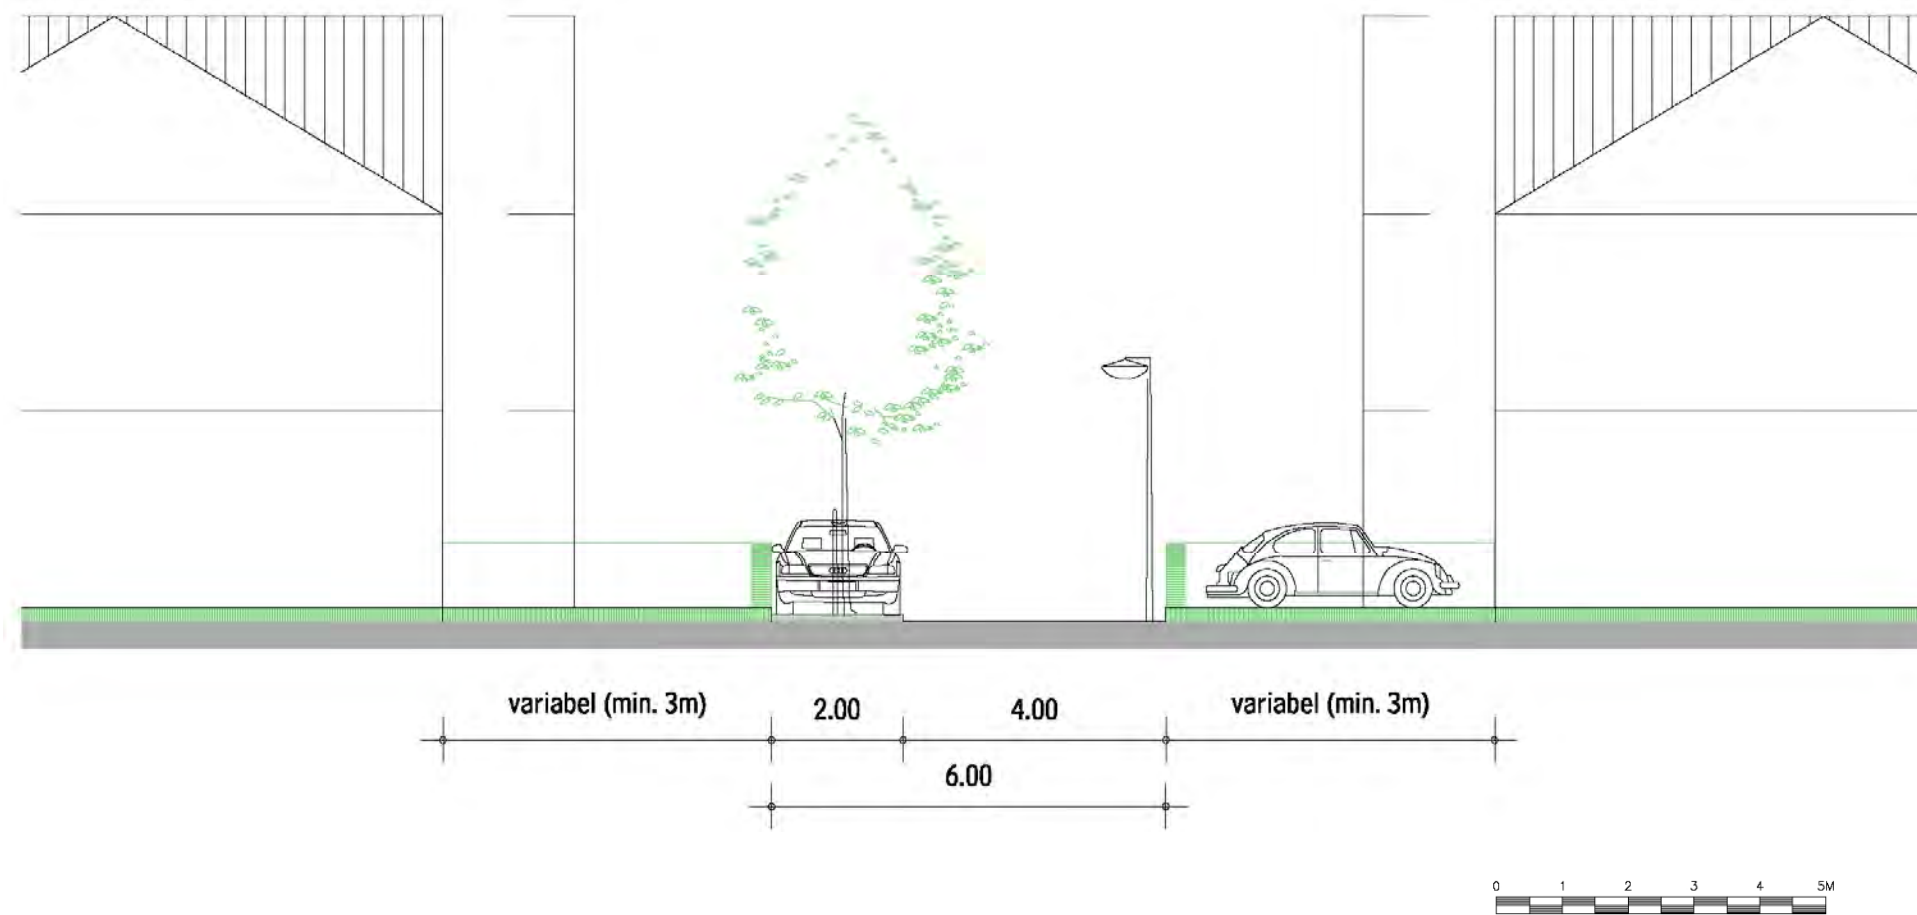 variabel (min. 3m) 2.00 4.00 variabel (min. 3m)
6.00
0 1 2 3 4 5M